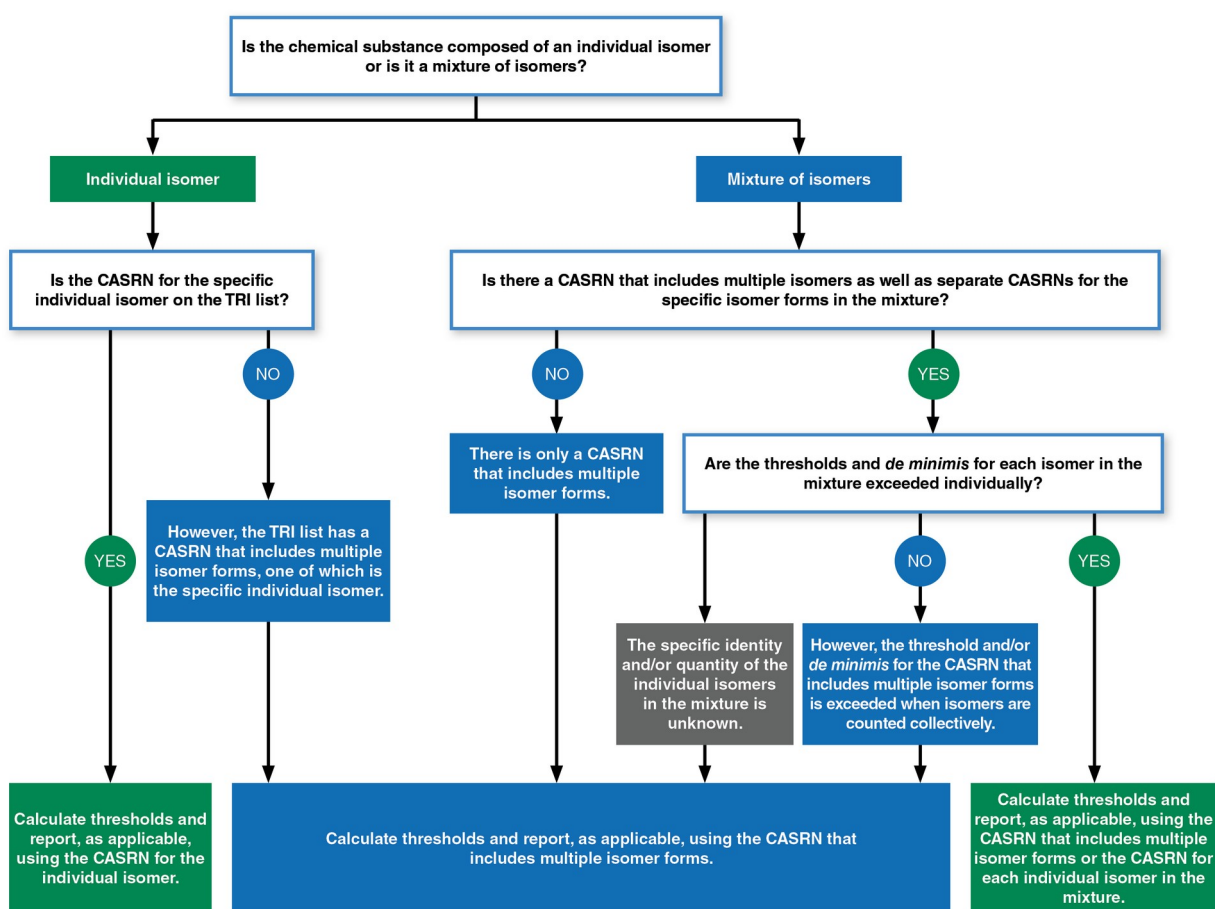 Is the chemical substance composed of an individual isomer
or is it a mixture of isomers?
Individual isomer
Mixture of isomers
Is the CASRN for the specific
individual isomer on the TRI list?
Is there a CASRN that includes multiple isomers as well as separate CASRNs for the
specific isomer forms in the mixture?
NO
NO
YES
There is only a CASRN
that includes multiple
isomer forms.
Are the thresholds and de minimis for each isomer in the
mixture exceeded individually?
YES
However, the TRI list has a
CASRN that includes multiple
isomer forms, one of which is
the specific individual isomer.
NO
YES
The specific identity
and/or quantity of the
individual isomers
in the mixture is
unknown.
However, the threshold and/or
de minimis for the CASRN that
includes multiple isomer forms
is exceeded when isomers are
counted collectively.
Calculate thresholds and
report, as applicable,
using the CASRN for the
individual isomer.
Calculate thresholds and report, as applicable, using the CASRN that
includes multiple isomer forms.
Calculate thresholds and
report, as applicable, using the
CASRN that includes multiple
isomer forms or the CASRN for
each individual isomer in the
mixture.